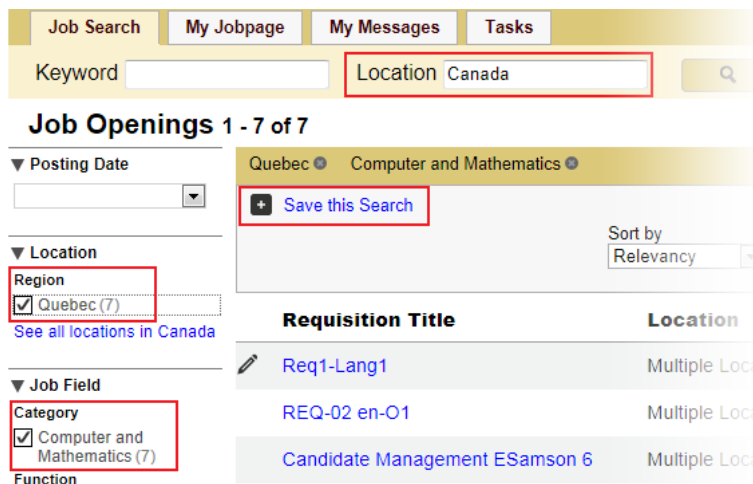 Job Search My Jobpage My Messages Tasks
Keyword Location Canada
Job Openings 1 - 7 of 7
Posting Date
Quebec Computer and Mathematics
Save this Search
Sort by
Relevancy
Location
Region
Quebec (7)
See all locations in Canada
Requisition Title Location
Req1-Lang1 Multiple
Job Field
Category
Computer and
Mathematics (7)
REQ-02 en-O1 Multiple
Candidate Management ESamson 6 Multiple
Function